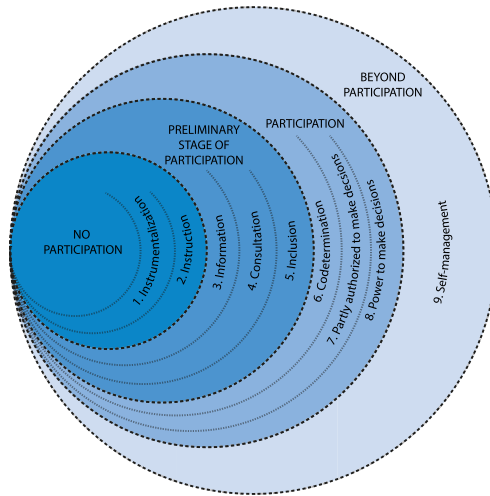 BEYOND
PARTICIPATION
PARTICIPATION
PRELIMINARY
STAGE OF
PARTICIPATION
NO
PARTICIPATION
1. Instrumentalization
2. Instruction
3. Information
4. Consultation
5. Inclusion
6. Codetermination
7. Partly authorized to make decsions
8. Power to make decisions
9. Self-management